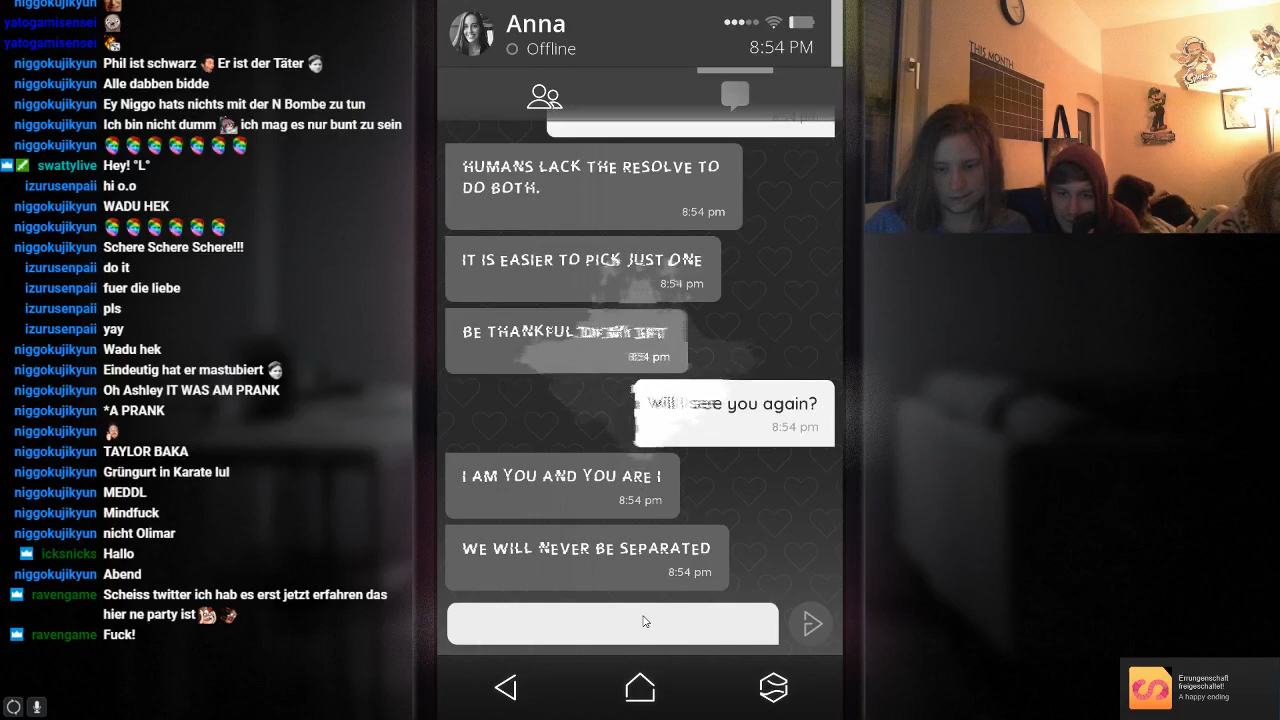 niggokujikyun
yatogamisensei
yatogamisensei
niggokujikyun Phil ist schwarz Er ist der Täter
niggokujikyun Alle dabben bidde
niggokujikyun Ey Niggo hats nichts mit der N Bombe zu tun
niggokujikyun Ich bin nicht dumm ich mag es nur bunt zu sein
niggokujikyun
swattylive Hey! °L°
izurusenpaii hi o.o
niggokujikyun WADU HEK
niggokujikyun
niggokujikyun Schere Schere Schere!!!
izurusenpaii do it
izurusenpaii fuer die liebe
izurusenpaii pls
izurusenpaii yay
niggokujikyun Wadu hek
niggokujikyun Eindeutig hat er mastubiert
niggokujikyun Oh Ashley IT WAS AM PRANK
niggokujikyun *A PRANK
niggokujikyun
niggokujikyun TAYLOR BAKA
niggokujikyun Grüngurt in Karate lul
niggokujikyun MEDDL
niggokujikyun Mindfuck
niggokujikyun nicht Olimar
icksnicks Hallo
niggokujikyun Abend
ravengame Scheiss twitter ich hab es erst jetzt erfahren das
hier ne party ist
ravengame Fuck!
Anna
Offline
8:54 PM
HUMANS LACK THE RESOLVE TO
DO BOTH.
8:54 pm
IT IS EASIER TO PICK JUST ONE
8:54 pm
BE THANKFUL
8:54 pm
Will I see you again?
8:54 pm
I AM YOU AND YOU ARE I
8:54 pm
WE WILL NEVER BE SEPARATED
8:54 pm
THIS MONTH
Errungenschaft
freigeschaltet!
A happy ending